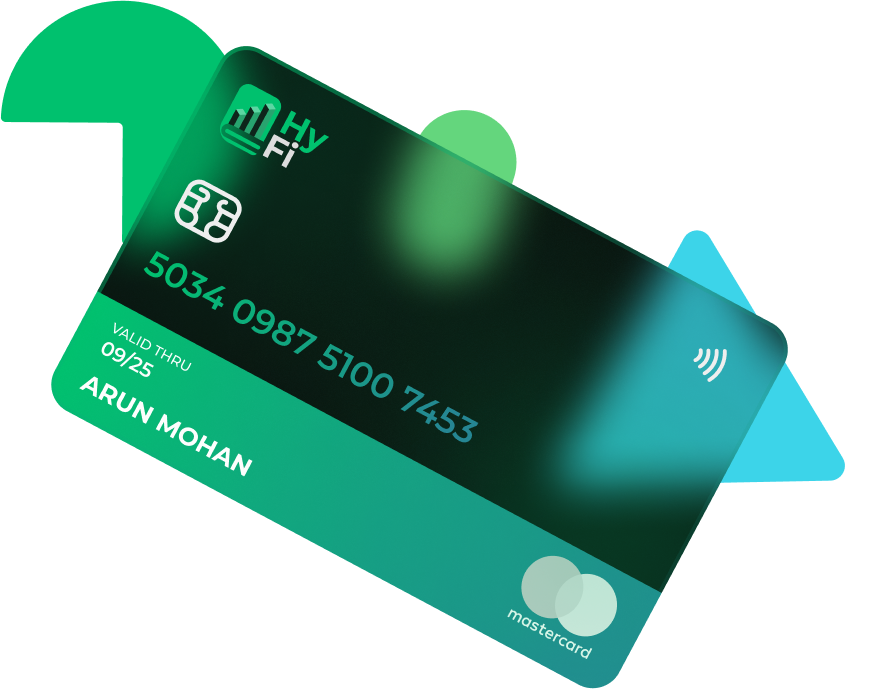 Hy
Fi
5034 0987 5100 7453
VALID THRU
09/25
ARUN MOHAN
mastercard